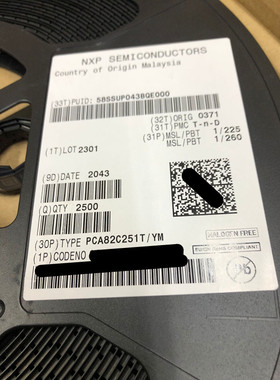 NXP SEMICONDUCTORS
Country of Origin Malaysia
(33T)PUID: 58SSUP0438QE000
(32T)ORIG 0371
(31T)PMC T-n-D
(31P)MSL/PBT 1/225
MSL/PBT 1/260
(1T)LOT 2301
(9D)DATE 2043
(Q)QTY 2500
(30P)TYPE PCA82C251T/YM
(1P)CODENO
HALOGEN FREE